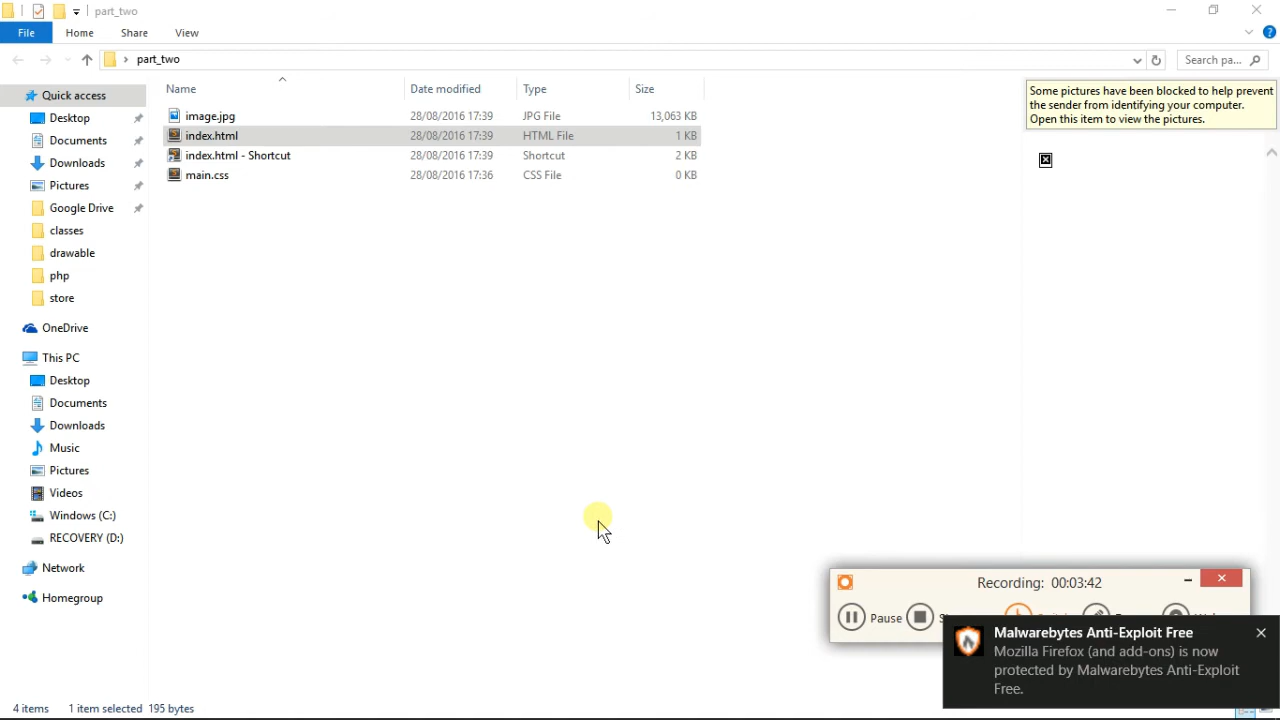 part_two
File Home Share View
part_two
Search pa...
Name Date modified Type Size
Quick access
Desktop
Documents
Downloads
Pictures
Google Drive
classes
drawable
php
store
OneDrive
This PC
Desktop
Documents
Downloads
Music
Pictures
Videos
Windows (C:)
RECOVERY (D:)
Network
Homegroup
image.jpg 28/08/2016 17:39 JPG File 13,063 KB
index.html 28/08/2016 17:39 HTML File 1 KB
index.html - Shortcut 28/08/2016 17:39 Shortcut 2 KB
main.css 28/08/2016 17:36 CSS File 0 KB
Some pictures have been blocked to help prevent
the sender from identifying your computer.
Open this item to view the pictures.
Recording: 00:03:42
Pause
Malwarebytes Anti-Exploit Free
Mozilla Firefox (and add-ons) is now
protected by Malwarebytes Anti-Exploit
Free.
4 items 1 item selected 195 bytes